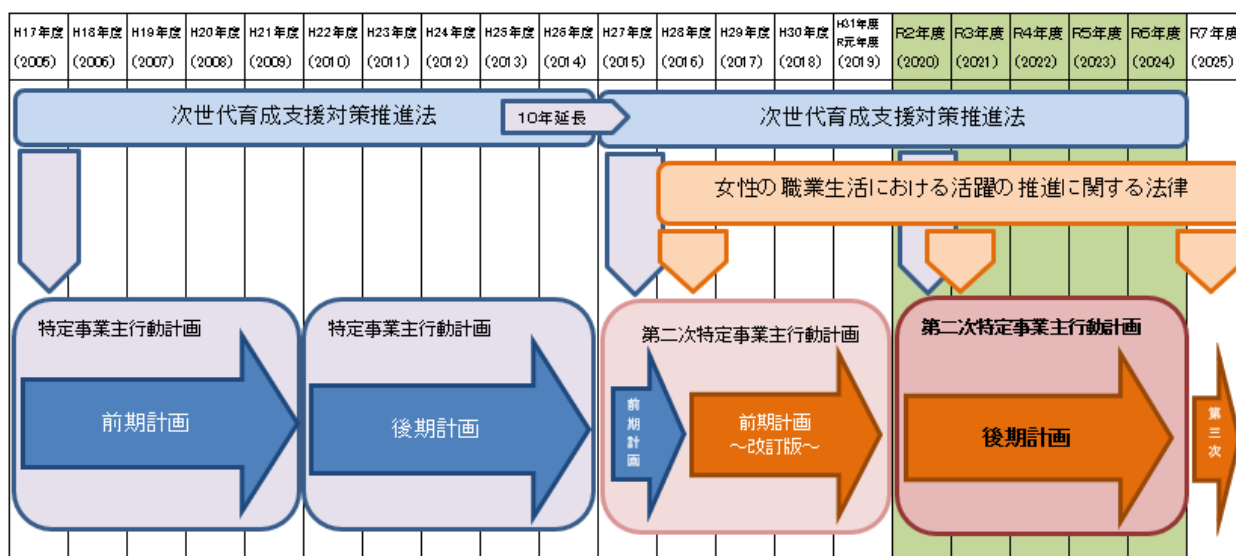 H17年度 H18年度 H19年度 H20年度 H21年度 H22年度 H23年度 H24年度 H25年度 H26年度 H27年度 H28年度 H29年度 H30年度 H31年度 R元年度 R2年度 R3年度 R4年度 R5年度 R6年度 R7年度
(2005) (2006) (2007) (2008) (2009) (2010) (2011) (2012) (2013) (2014) (2015) (2016) (2017) (2018) (2019) (2020) (2021) (2022) (2023) (2024) (2025)
次世代育成支援対策推進法
10年延長
次世代育成支援対策推進法
女性の職業生活における活躍の推進に関する法律
特定事業主行動計画
前期計画
特定事業主行動計画
後期計画
第二次特定事業主行動計画
前期計画
前期計画
～改訂版～
第二次特定事業主行動計画
後期計画
第三次